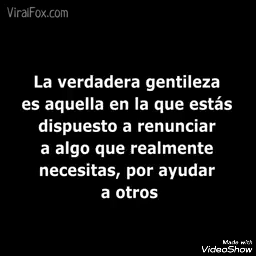 ViralFox.com
La verdadera gentileza
es aquella en la que estás
dispuesto a renunciar
a algo que realmente
necesitas, por ayudar
a otros
Made with
VideoShow